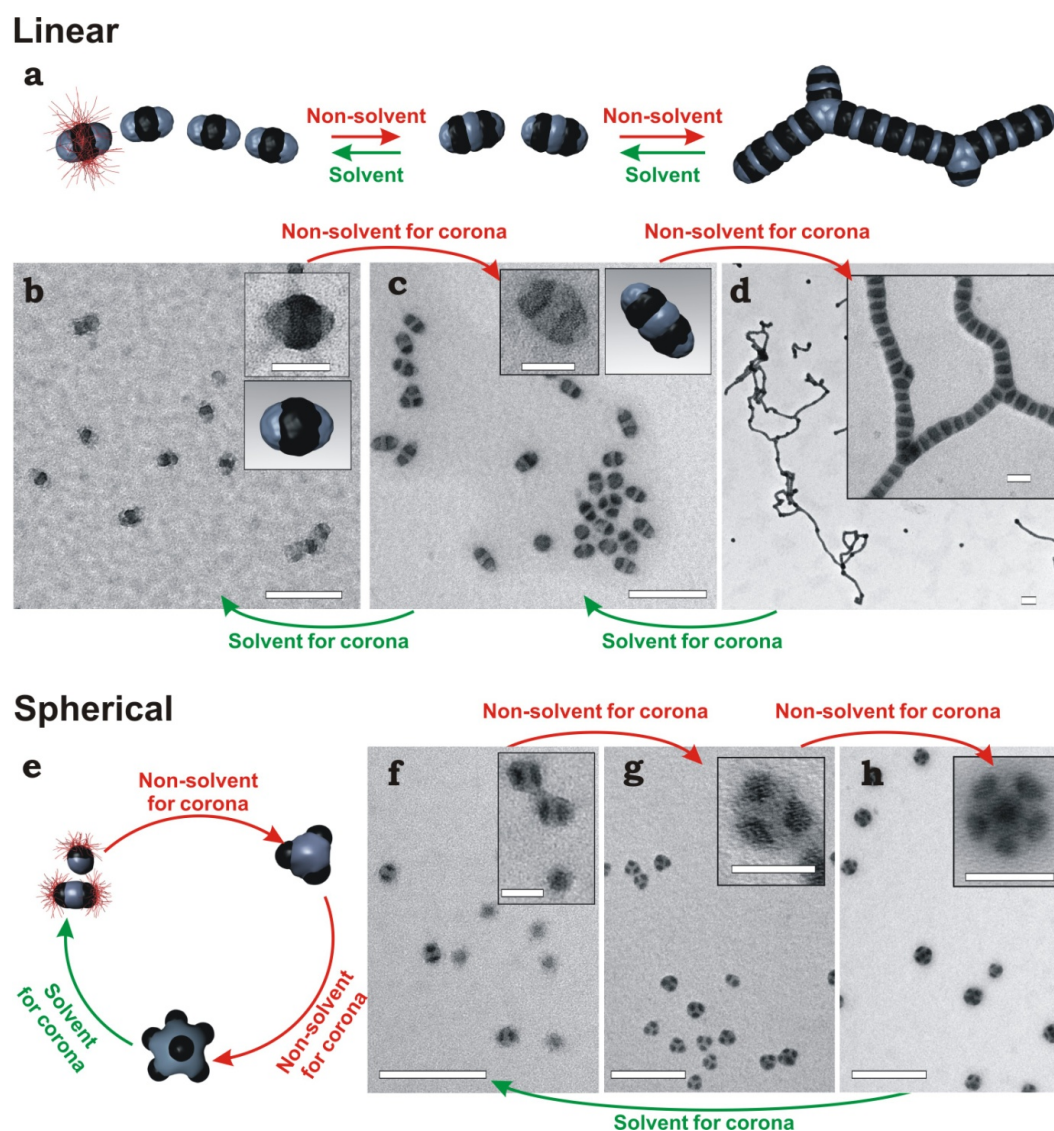 Linear
a
Non-solvent
Solvent
Non-solvent
Solvent
Non-solvent for corona
Non-solvent for corona
b
c
d
Solvent for corona
Solvent for corona
Spherical
Non-solvent for corona
Non-solvent for corona
e
Non-solvent
for corona
f
g
h
Solvent
for corona
Non-solvent
for corona
Solvent for corona